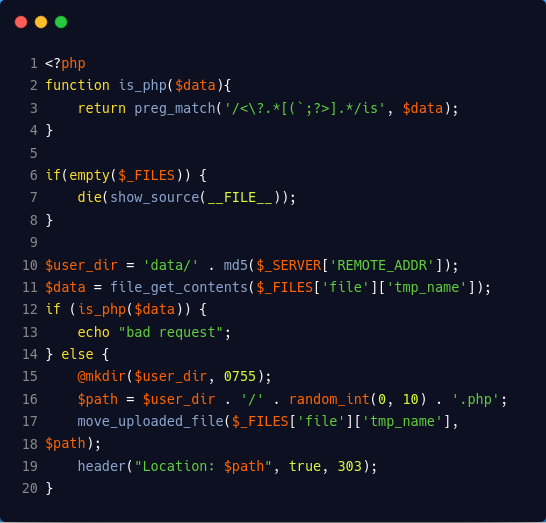 1 <?php
2 function is_php($data){
3     return preg_match('/<\?.*[(`;?>].*/is', $data);
4 }
5
6 if(empty($_FILES)) {
7     die(show_source(__FILE__));
8 }
9
10 $user_dir = 'data/' . md5($_SERVER['REMOTE_ADDR']);
11 $data = file_get_contents($_FILES['file']['tmp_name']);
12 if (is_php($data)) {
13     echo "bad request";
14 } else {
15     @mkdir($user_dir, 0755);
16     $path = $user_dir . '/' . random_int(0, 10) . '.php';
17     move_uploaded_file($_FILES['file']['tmp_name'],
18 $path);
19     header("Location: $path", true, 303);
20 }